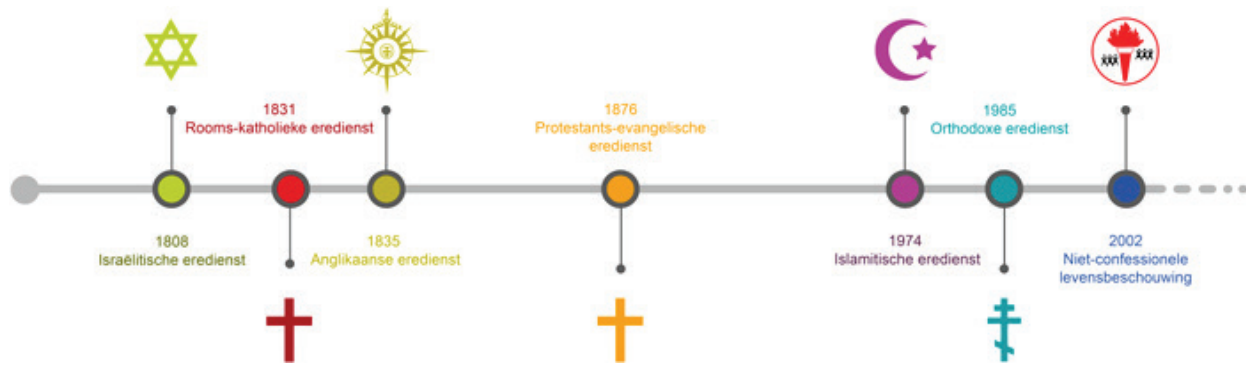 1831
Rooms-katholieke eredienst
1876
Protestants-evangelische
eredienst
1985
Orthodoxe eredienst
1808
Israëlitische eredienst
1835
Anglikaanse eredienst
1974
Islamitische eredienst
2002
Niet-confessionele
levensbeschouwing